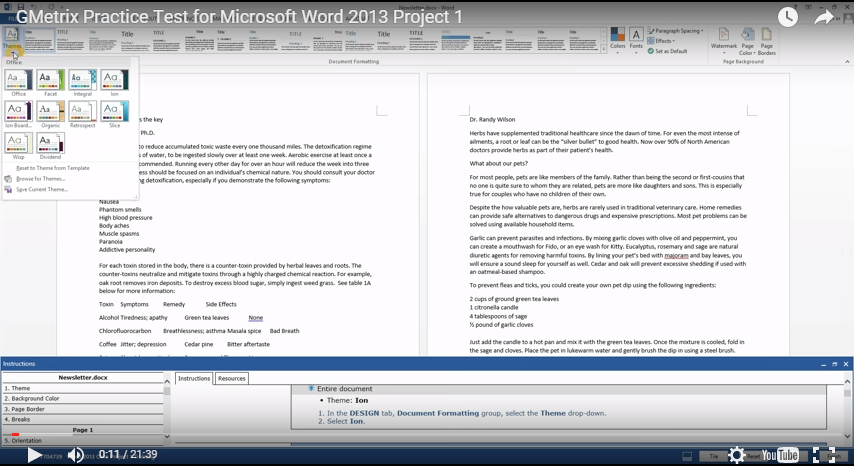 GMetrix Practice Test for Microsoft Word 2013 Project 1
Newsletter.docx - Word
Themes
Title
Title
Title
TITLE
Title
Title
Colors
Fonts
Paragraph Spacing
Effects
Set as Default
Watermark
Page Color
Page Borders
Document Formatting
Page Background
Office
Office
Facet
Integral
Ion
Ion Board...
Organic
Retrospect
Slice
Wisp
Dividend
Reset to Theme from Template
Browse for Themes...
Save Current Theme...
s the key
Ph.D.
to reduce accumulated toxic waste every one thousand miles. The detoxification regime
s of water, to be ingested slowly over at least one week. Aerobic exercise at least once a
commended. Running every other day for over an hour will reduce the week into three
ess should be focused on an individual's chemical nature. You should consult your doctor
ng detoxification, especially if you demonstrate the following symptoms:
Nausea
Phantom smells
High blood pressure
Body aches
Muscle spasms
Paranoia
Addictive personality
For each toxin stored in the body, there is a counter-toxin provided by herbal leaves and roots. The
counter-toxins neutralize and mitigate toxins through a highly charged chemical reaction. For example,
oak root removes iron deposits. To destroy excess blood sugar, simply ingest weed grass. See table 1A
below for more information:
Toxin Symptoms Remedy Side Effects
Alcohol Tiredness; apathy Green tea leaves None
Chlorofluorocarbon Breathlessness; asthma Masala spice Bad Breath
Coffee Jitter; depression Cedar pine Bitter aftertaste
Dr. Randy Wilson
Herbs have supplemented traditional healthcare since the dawn of time. For even the most intense of
ailments, a root or leaf can be the "silver bullet" to good health. Now over 90% of North American
doctors provide herbs as part of their patient's health.
What about our pets?
For most people, pets are like members of the family. Rather than being the second or first-cousins that
no one is quite sure to whom they are related, pets are more like daughters and sons. This is especially
true for couples who have no children of their own.
Despite the how valuable pets are, herbs are rarely used in traditional veterinary care. Home remedies
can provide safe alternatives to dangerous drugs and expensive prescriptions. Most pet problems can be
solved using available household items.
Garlic can prevent parasites and infections. By mixing garlic cloves with olive oil and peppermint, you
can create a mouthwash for Fido, or an eye wash for Kitty. Eucalyptus, rosemary and sage are natural
diuretic agents for removing harmful toxins. By lining your pet's bed with majoram and bay leaves, you
will ensure a sound sleep for yourself as well. Cedar and oak will prevent excessive shedding if used with
an oatmeal-based shampoo.
To prevent fleas and ticks, you could create your own pet dip using the following ingredients:
2 cups of ground green tea leaves
1 citronella candle
4 tablespoons of sage
½ pound of garlic cloves
Just add the candle to a hot pan and mix it with the green tea leaves. Once the mixture is cooled, fold in
the sage and cloves. Place the pet in lukewarm water and gently brush the dip in using a steel brush.
Instructions
Newsletter.docx
1. Theme
2. Background Color
3. Page Border
4. Breaks
Page 1
5. Orientation
Instructions
Resources
Entire document
• Theme: Ion
1. In the DESIGN tab, Document Formatting group, select the Theme drop-down.
2. Select Ion.
0:11 / 21:39
Tile
Reset
YouTube